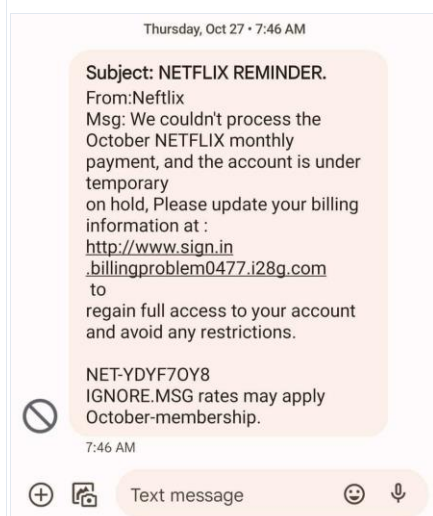 Thursday, Oct 27 • 7:46 AM
Subject: NETFLIX REMINDER.
From:Neftlix
Msg: We couldn't process the
October NETFLIX monthly
payment, and the account is under
temporary
on hold, Please update your billing
information at :
http://www.sign.in
.billingproblem0477.i28g.com
to
regain full access to your account
and avoid any restrictions.
NET-YDYF7OY8
IGNORE.MSG rates may apply
October-membership.
7:46 AM
Text message